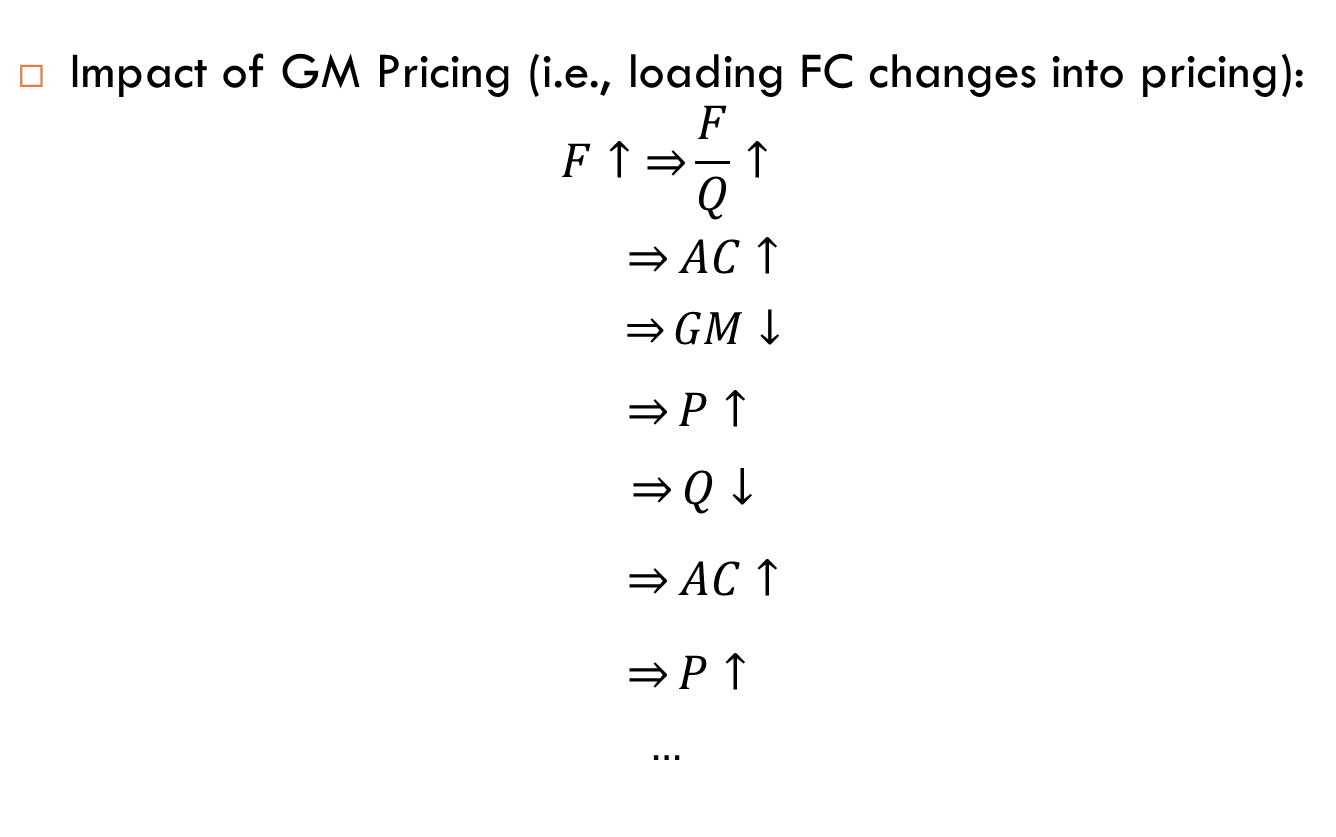 □ Impact of GM Pricing (i.e., loading FC changes into pricing):
F ↑ ⇒ F/Q ↑
⇒ AC ↑
⇒ GM ↓
⇒ P ↑
⇒ Q ↓
⇒ AC ↑
⇒ P ↑
...